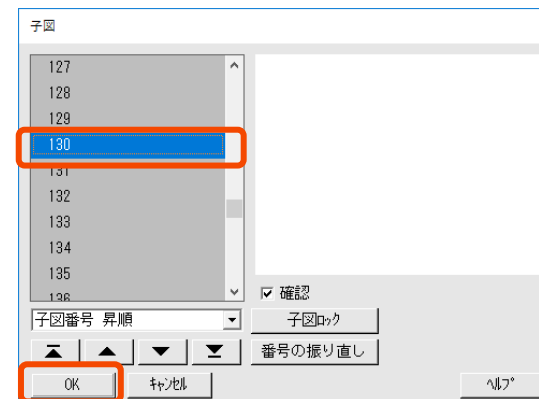 子図
127
128
129
130
131
132
133
134
135
136
確認
子図番号 昇順
子図ロック
番号の振り直し
OK
キャンセル
ヘルプ